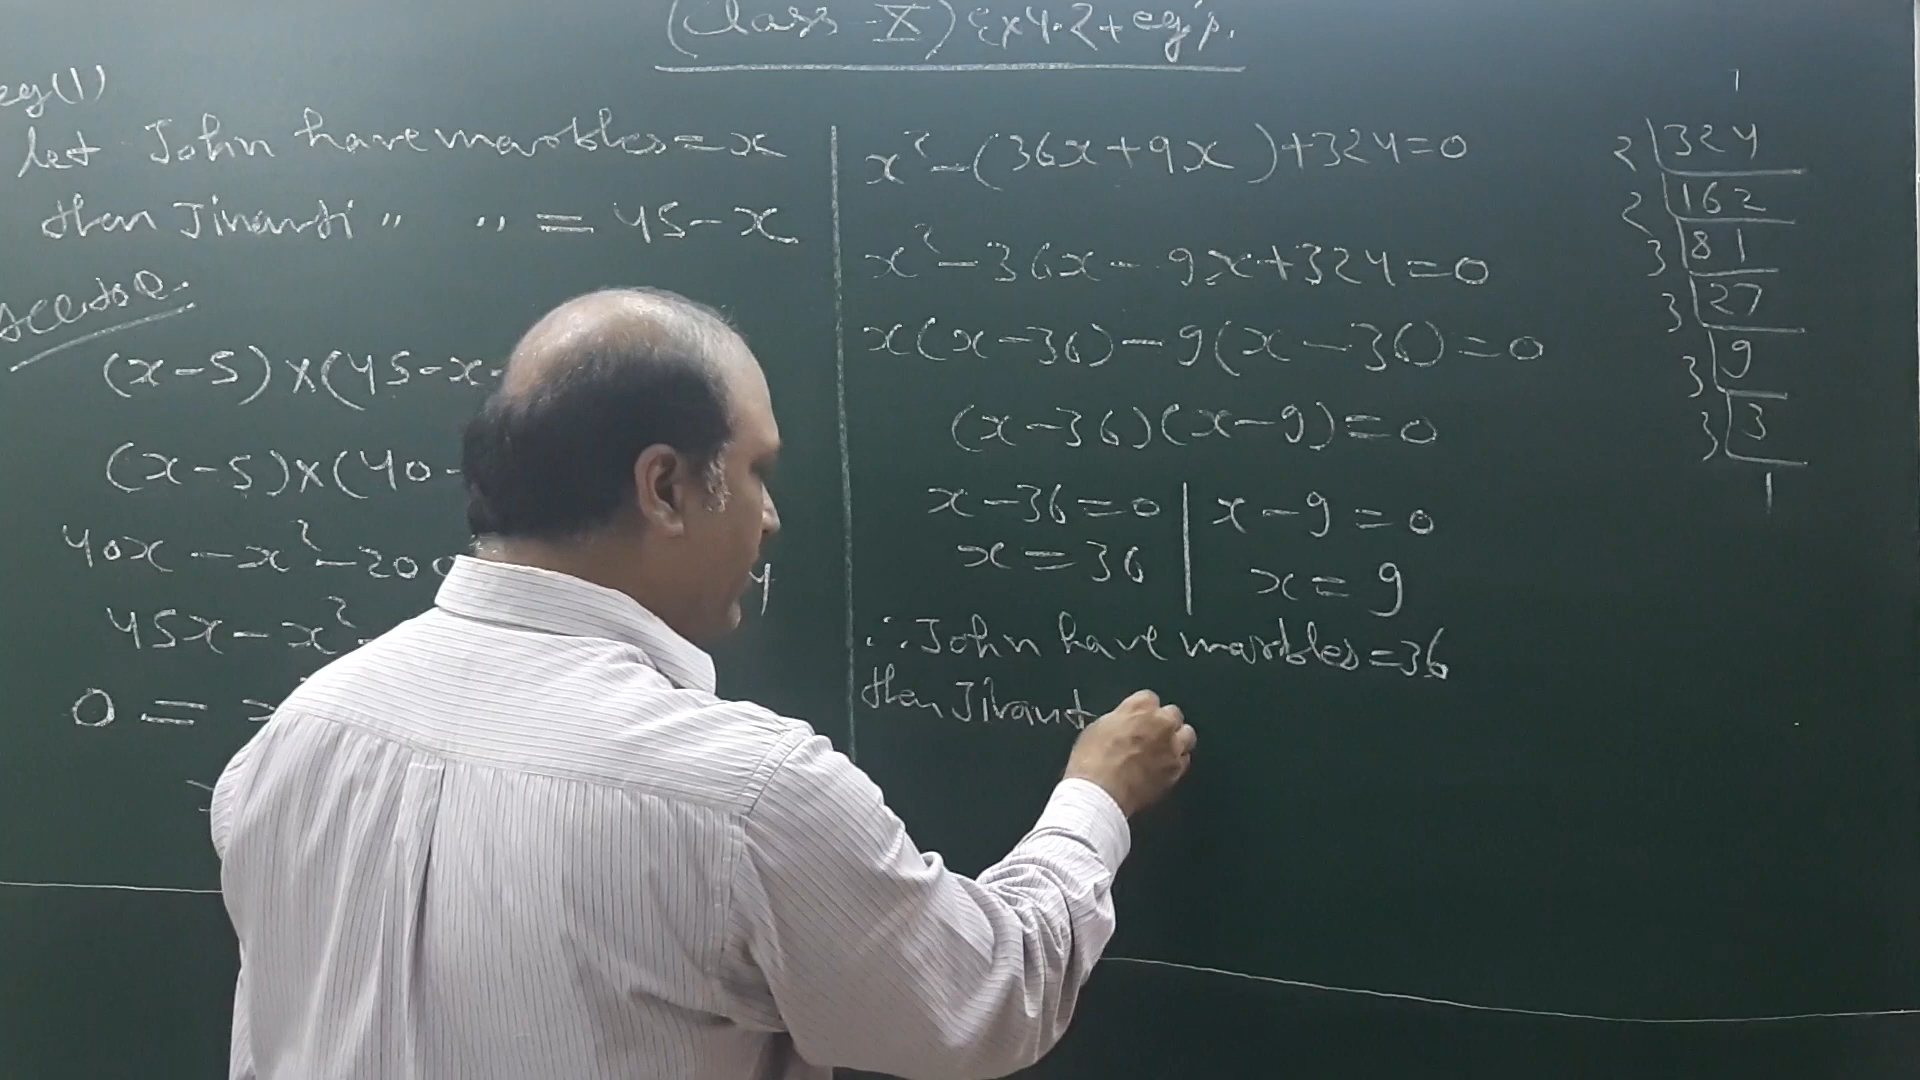 (Class X) Ex 4.2 +
eg(1)
let John have marbles = x
then Jivanti " " = 45-x
(x-5)×(45-x-
(x-5)×(40-
40x-x²-200
45x-x²-
0 =
x²-(36x+9x)+324=0
x²-36x-9x+324=0
x(x-36)-9(x-36)=0
(x-36)(x-9)=0
x-36=0 | x-9=0
x=36 | x=9
∴ John have marbles=36
then Jivant
2 324
2 162
3 81
3 27
3 9
3 3
1